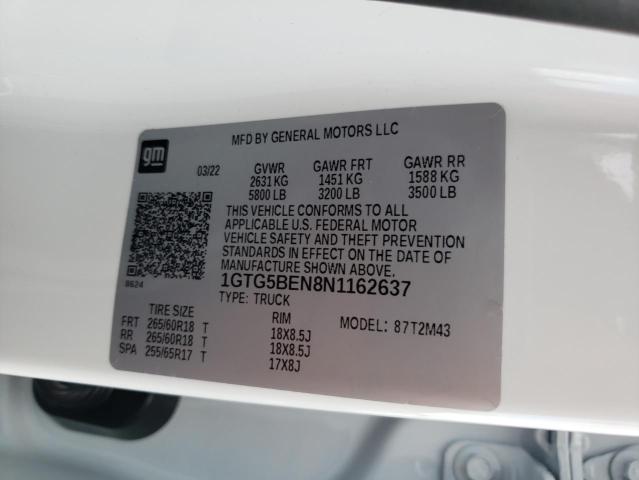 gm
MFD BY GENERAL MOTORS LLC
03/22 GVWR GAWR FRT GAWR RR
2631 KG 1451 KG 1588 KG
5800 LB 3200 LB 3500 LB
THIS VEHICLE CONFORMS TO ALL
APPLICABLE U.S. FEDERAL MOTOR
VEHICLE SAFETY AND THEFT PREVENTION
STANDARDS IN EFFECT ON THE DATE OF
MANUFACTURE SHOWN ABOVE.
8624 1GTG5BEN8N1162637
TYPE: TRUCK
TIRE SIZE RIM MODEL: 87T2M43
FRT 265/60R18 T 18X8.5J
RR 265/60R18 T 18X8.5J
SPA 255/65R17 T 17X8J